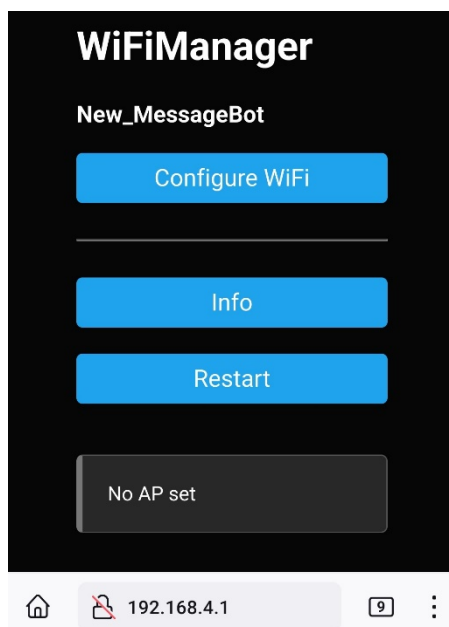 WiFiManager
New_MessageBot
Configure WiFi
Info
Restart
No AP set
192.168.4.1
9